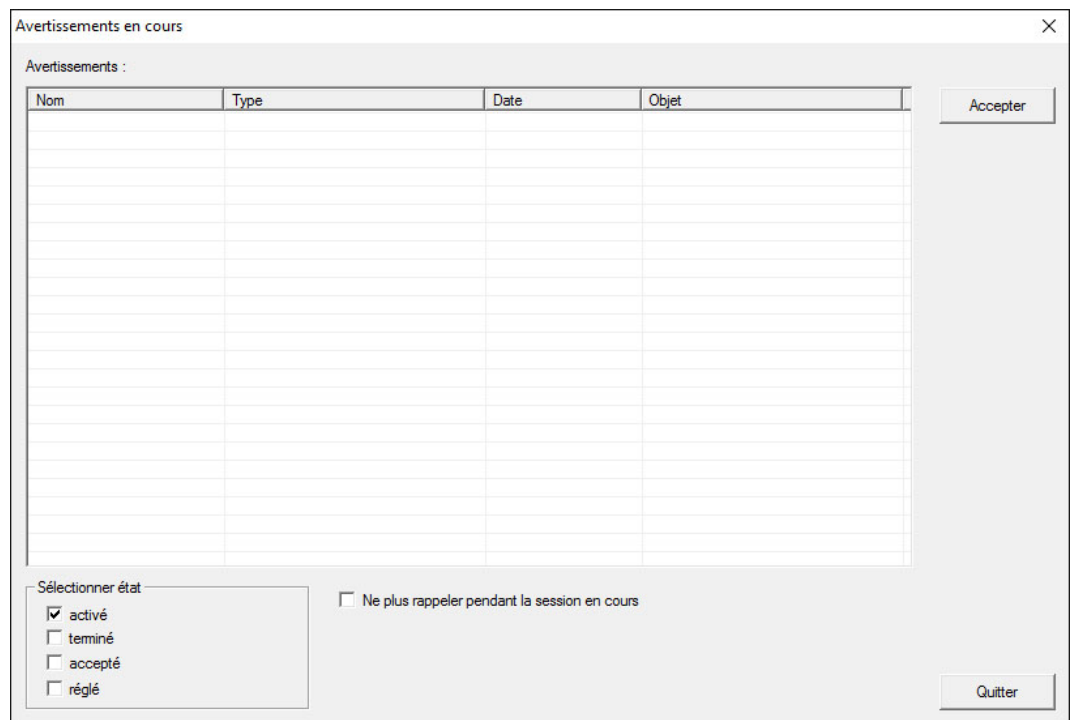 Avertissements en cours
Avertissements :
Nom Type Date Objet
Accepter
Sélectionner état
activé
terminé
accepté
réglé
Ne plus rappeler pendant la session en cours
Quitter